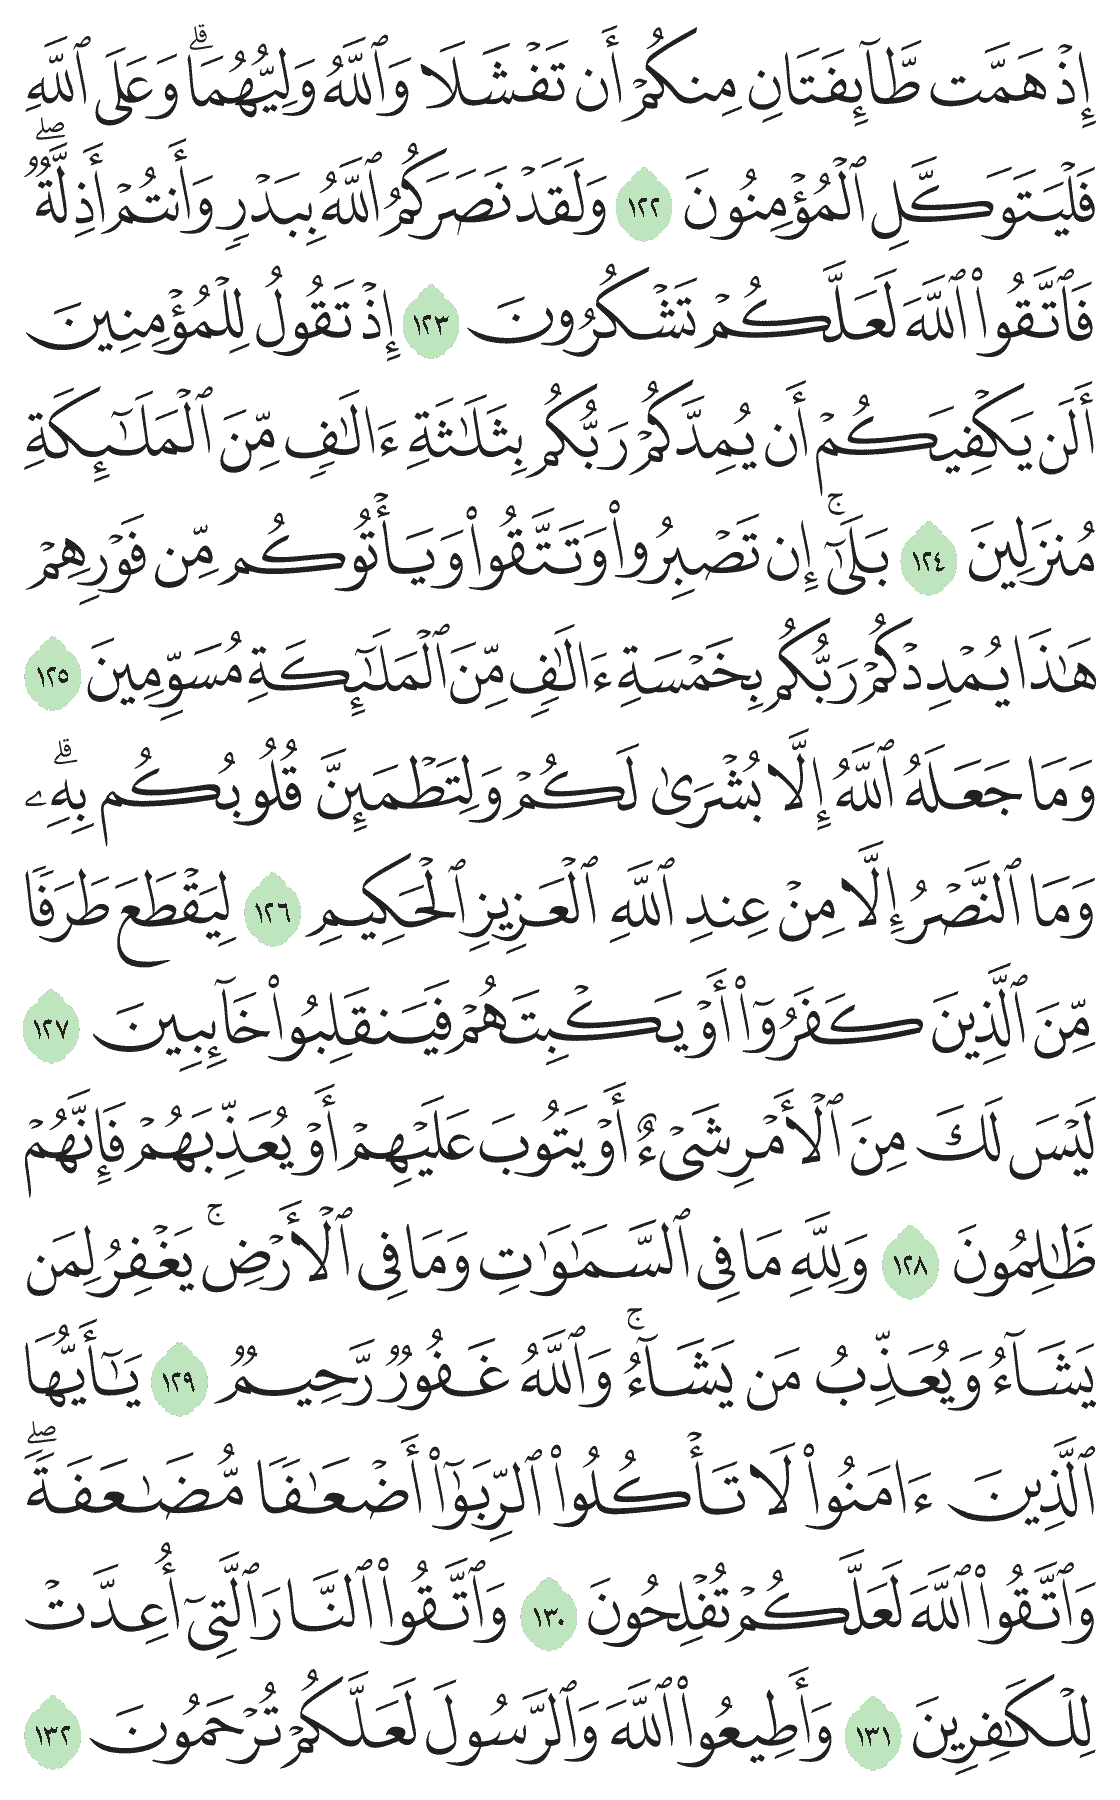 إِذْ هَمَّت طَّآئِفَتَانِ مِنكُمْ أَن تَفْشَلَا وَٱللَّهُ وَلِيُّهُمَا ۗ وَعَلَى ٱللَّهِ
فَلْيَتَوَكَّلِ ٱلْمُؤْمِنُونَ ١٢٢ وَلَقَدْ نَصَرَكُمُ ٱللَّهُ بِبَدْرٍ وَأَنتُمْ أَذِلَّةٌ ۖ
فَٱتَّقُوا۟ ٱللَّهَ لَعَلَّكُمْ تَشْكُرُونَ ١٢٣ إِذْ تَقُولُ لِلْمُؤْمِنِينَ
أَلَن يَكْفِيَكُمْ أَن يُمِدَّكُمْ رَبُّكُم بِثَلَـٰثَةِ ءَالَـٰفٍ مِّنَ ٱلْمَلَـٰٓئِكَةِ
مُنزَلِينَ ١٢٤ بَلَىٰٓ ۚ إِن تَصْبِرُوا۟ وَتَتَّقُوا۟ وَيَأْتُوكُم مِّن فَوْرِهِمْ
هَـٰذَا يُمْدِدْكُمْ رَبُّكُم بِخَمْسَةِ ءَالَـٰفٍ مِّنَ ٱلْمَلَـٰٓئِكَةِ مُسَوِّمِينَ ١٢٥
وَمَا جَعَلَهُ ٱللَّهُ إِلَّا بُشْرَىٰ لَكُمْ وَلِتَطْمَئِنَّ قُلُوبُكُم بِهِۦ ۗ
وَمَا ٱلنَّصْرُ إِلَّا مِنْ عِندِ ٱللَّهِ ٱلْعَزِيزِ ٱلْحَكِيمِ ١٢٦ لِيَقْطَعَ طَرَفًا
مِّنَ ٱلَّذِينَ كَفَرُوٓا۟ أَوْ يَكْبِتَهُمْ فَيَنقَلِبُوا۟ خَآئِبِينَ ١٢٧
لَيْسَ لَكَ مِنَ ٱلْأَمْرِ شَىْءٌ أَوْ يَتُوبَ عَلَيْهِمْ أَوْ يُعَذِّبَهُمْ فَإِنَّهُمْ
ظَـٰلِمُونَ ١٢٨ وَلِلَّهِ مَا فِى ٱلسَّمَـٰوَٰتِ وَمَا فِى ٱلْأَرْضِ ۚ يَغْفِرُ لِمَن
يَشَآءُ وَيُعَذِّبُ مَن يَشَآءُ ۚ وَٱللَّهُ غَفُورٌ رَّحِيمٌ ١٢٩ يَـٰٓأَيُّهَا
ٱلَّذِينَ ءَامَنُوا۟ لَا تَأْكُلُوا۟ ٱلرِّبَوٰٓا۟ أَضْعَـٰفًا مُّضَـٰعَفَةً ۖ
وَٱتَّقُوا۟ ٱللَّهَ لَعَلَّكُمْ تُفْلِحُونَ ١٣٠ وَٱتَّقُوا۟ ٱلنَّارَ ٱلَّتِىٓ أُعِدَّتْ
لِلْكَـٰفِرِينَ ١٣١ وَأَطِيعُوا۟ ٱللَّهَ وَٱلرَّسُولَ لَعَلَّكُمْ تُرْحَمُونَ ١٣٢